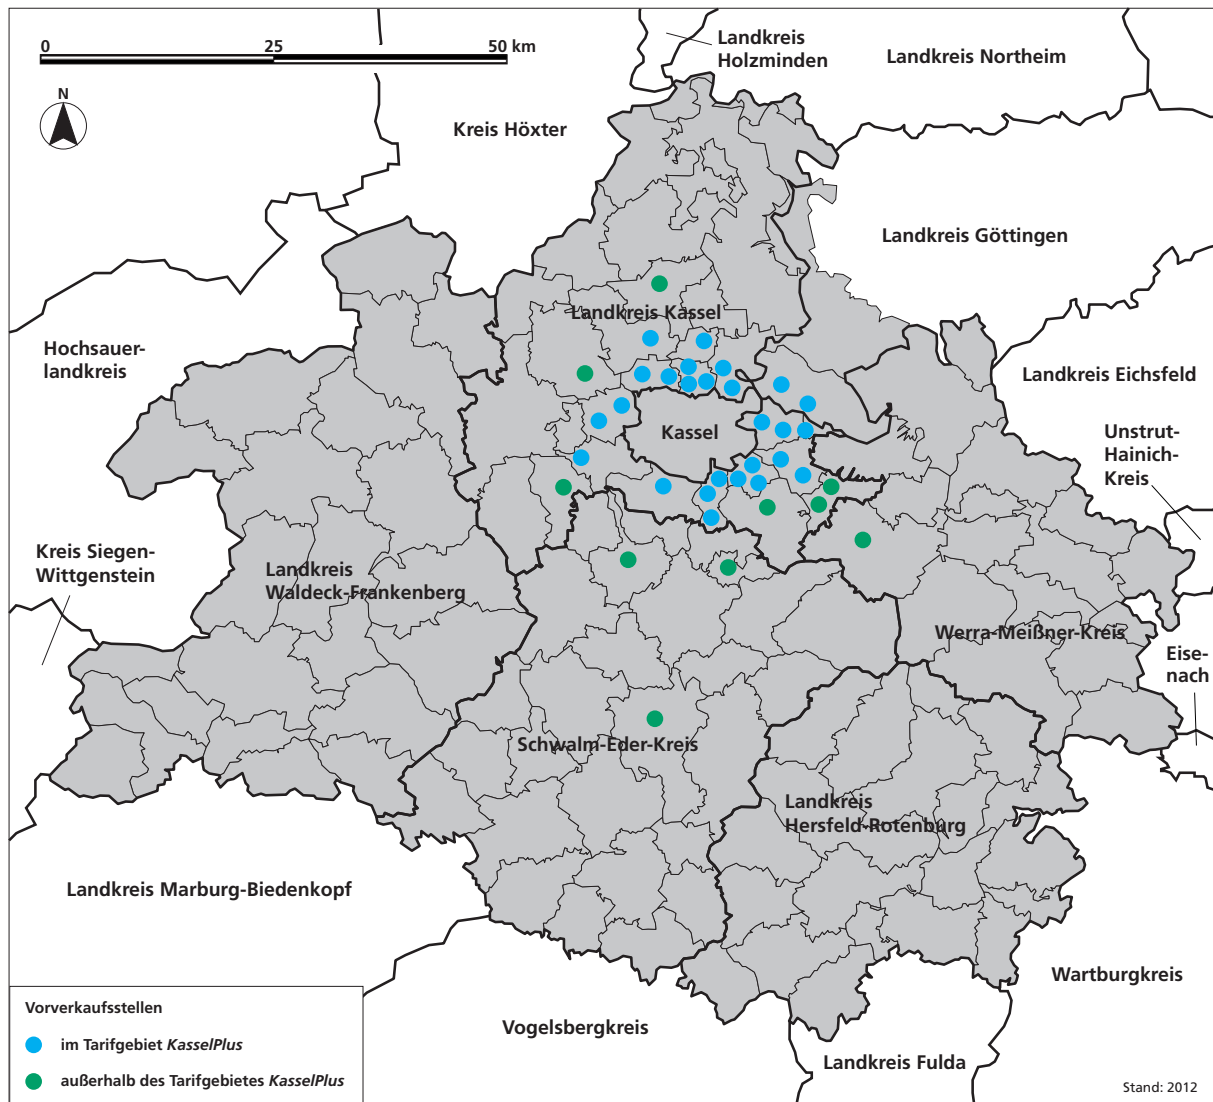 0 25 50 km
N
Landkreis
Holzminden
Landkreis Northeim
Kreis Höxter
Landkreis Göttingen
Landkreis Kassel
Hochsauer-
landkreis
Landkreis Eichsfeld
Kassel
Unstrut-
Hainich-
Kreis
Kreis Siegen-
Wittgenstein
Landkreis
Waldeck-Frankenberg
Werra-Meißner-Kreis
Eise-
nach
Schwalm-Eder-Kreis
Landkreis
Hersfeld-Rotenburg
Landkreis Marburg-Biedenkopf
Wartburgkreis
Vogelsbergkreis
Landkreis Fulda
Vorverkaufsstellen
im Tarifgebiet KasselPlus
außerhalb des Tarifgebietes KasselPlus
Stand: 2012